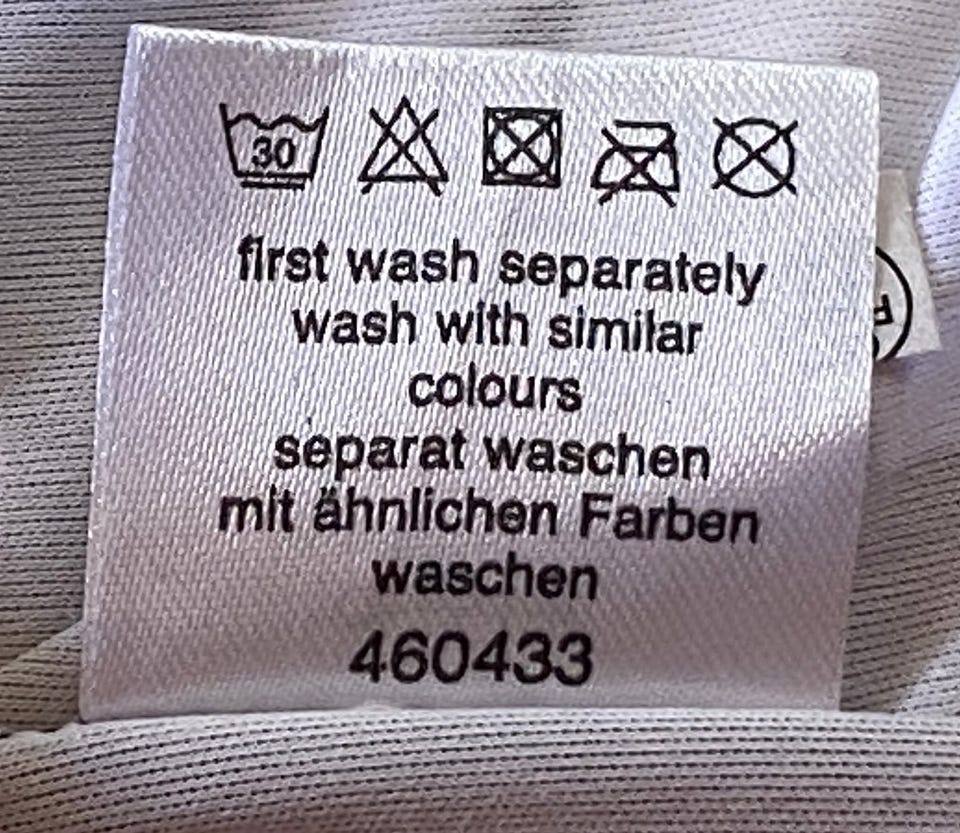 30
first wash separately
wash with similar
colours
separat waschen
mit ähnlichen Farben
waschen
460433